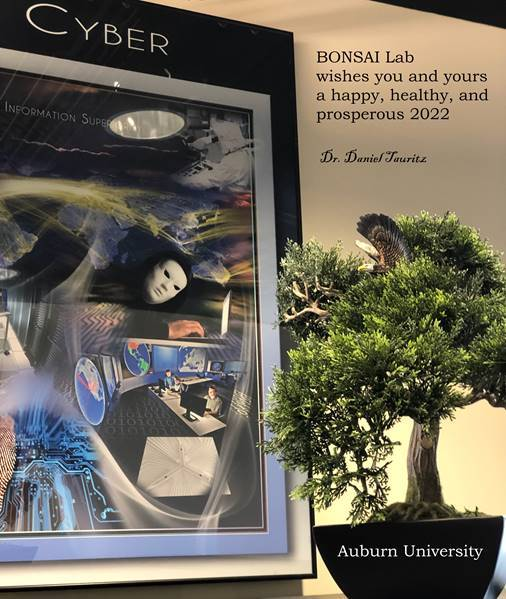 CYBER
INFORMATION SUPER
BONSAI Lab
wishes you and yours
a happy, healthy, and
prosperous 2022
Dr. Daniel Tauritz
Auburn University